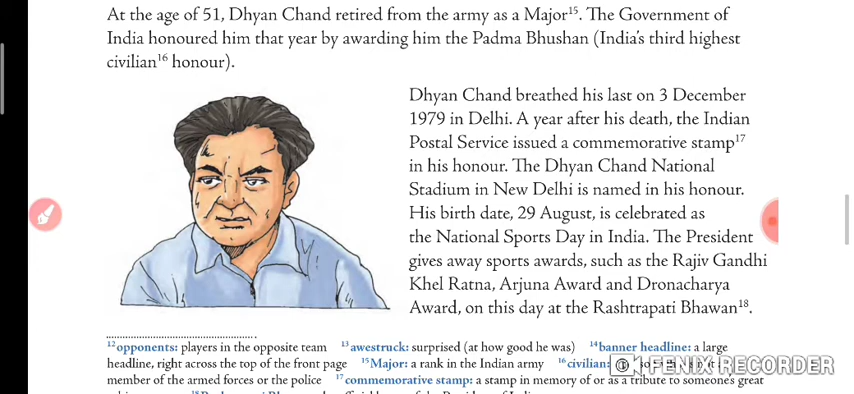 At the age of 51, Dhyan Chand retired from the army as a Major¹⁵. The Government of
India honoured him that year by awarding him the Padma Bhushan (India's third highest
civilian¹⁶ honour).
Dhyan Chand breathed his last on 3 December
1979 in Delhi. A year after his death, the Indian
Postal Service issued a commemorative stamp¹⁷
in his honour. The Dhyan Chand National
Stadium in New Delhi is named in his honour.
His birth date, 29 August, is celebrated as
the National Sports Day in India. The President
gives away sports awards, such as the Rajiv Gandhi
Khel Ratna, Arjuna Award and Dronacharya
Award, on this day at the Rashtrapati Bhawan¹⁸.
¹²opponents: players in the opposite team ¹³awestruck: surprised (at how good he was) ¹⁴banner headline: a large
headline, right across the top of the front page ¹⁵Major: a rank in the Indian army ¹⁶civilian:
FENIX RECORDER
member of the armed forces or the police ¹⁷commemorative stamp: a stamp in memory of or as a tribute to someone's great